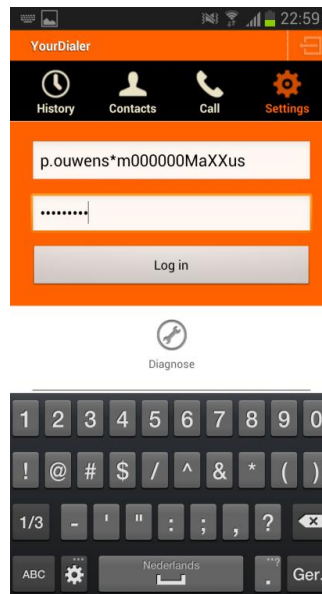 22:59
YourDialer
History Contacts Call Settings
p.ouwens*m000000MaXXus
•••••••••
Log in
Diagnose
1 2 3 4 5 6 7 8 9 0
! @ # $ / ^ & * ( )
1/3 - ' " : ; , ?
ABC Nederlands . Ger.